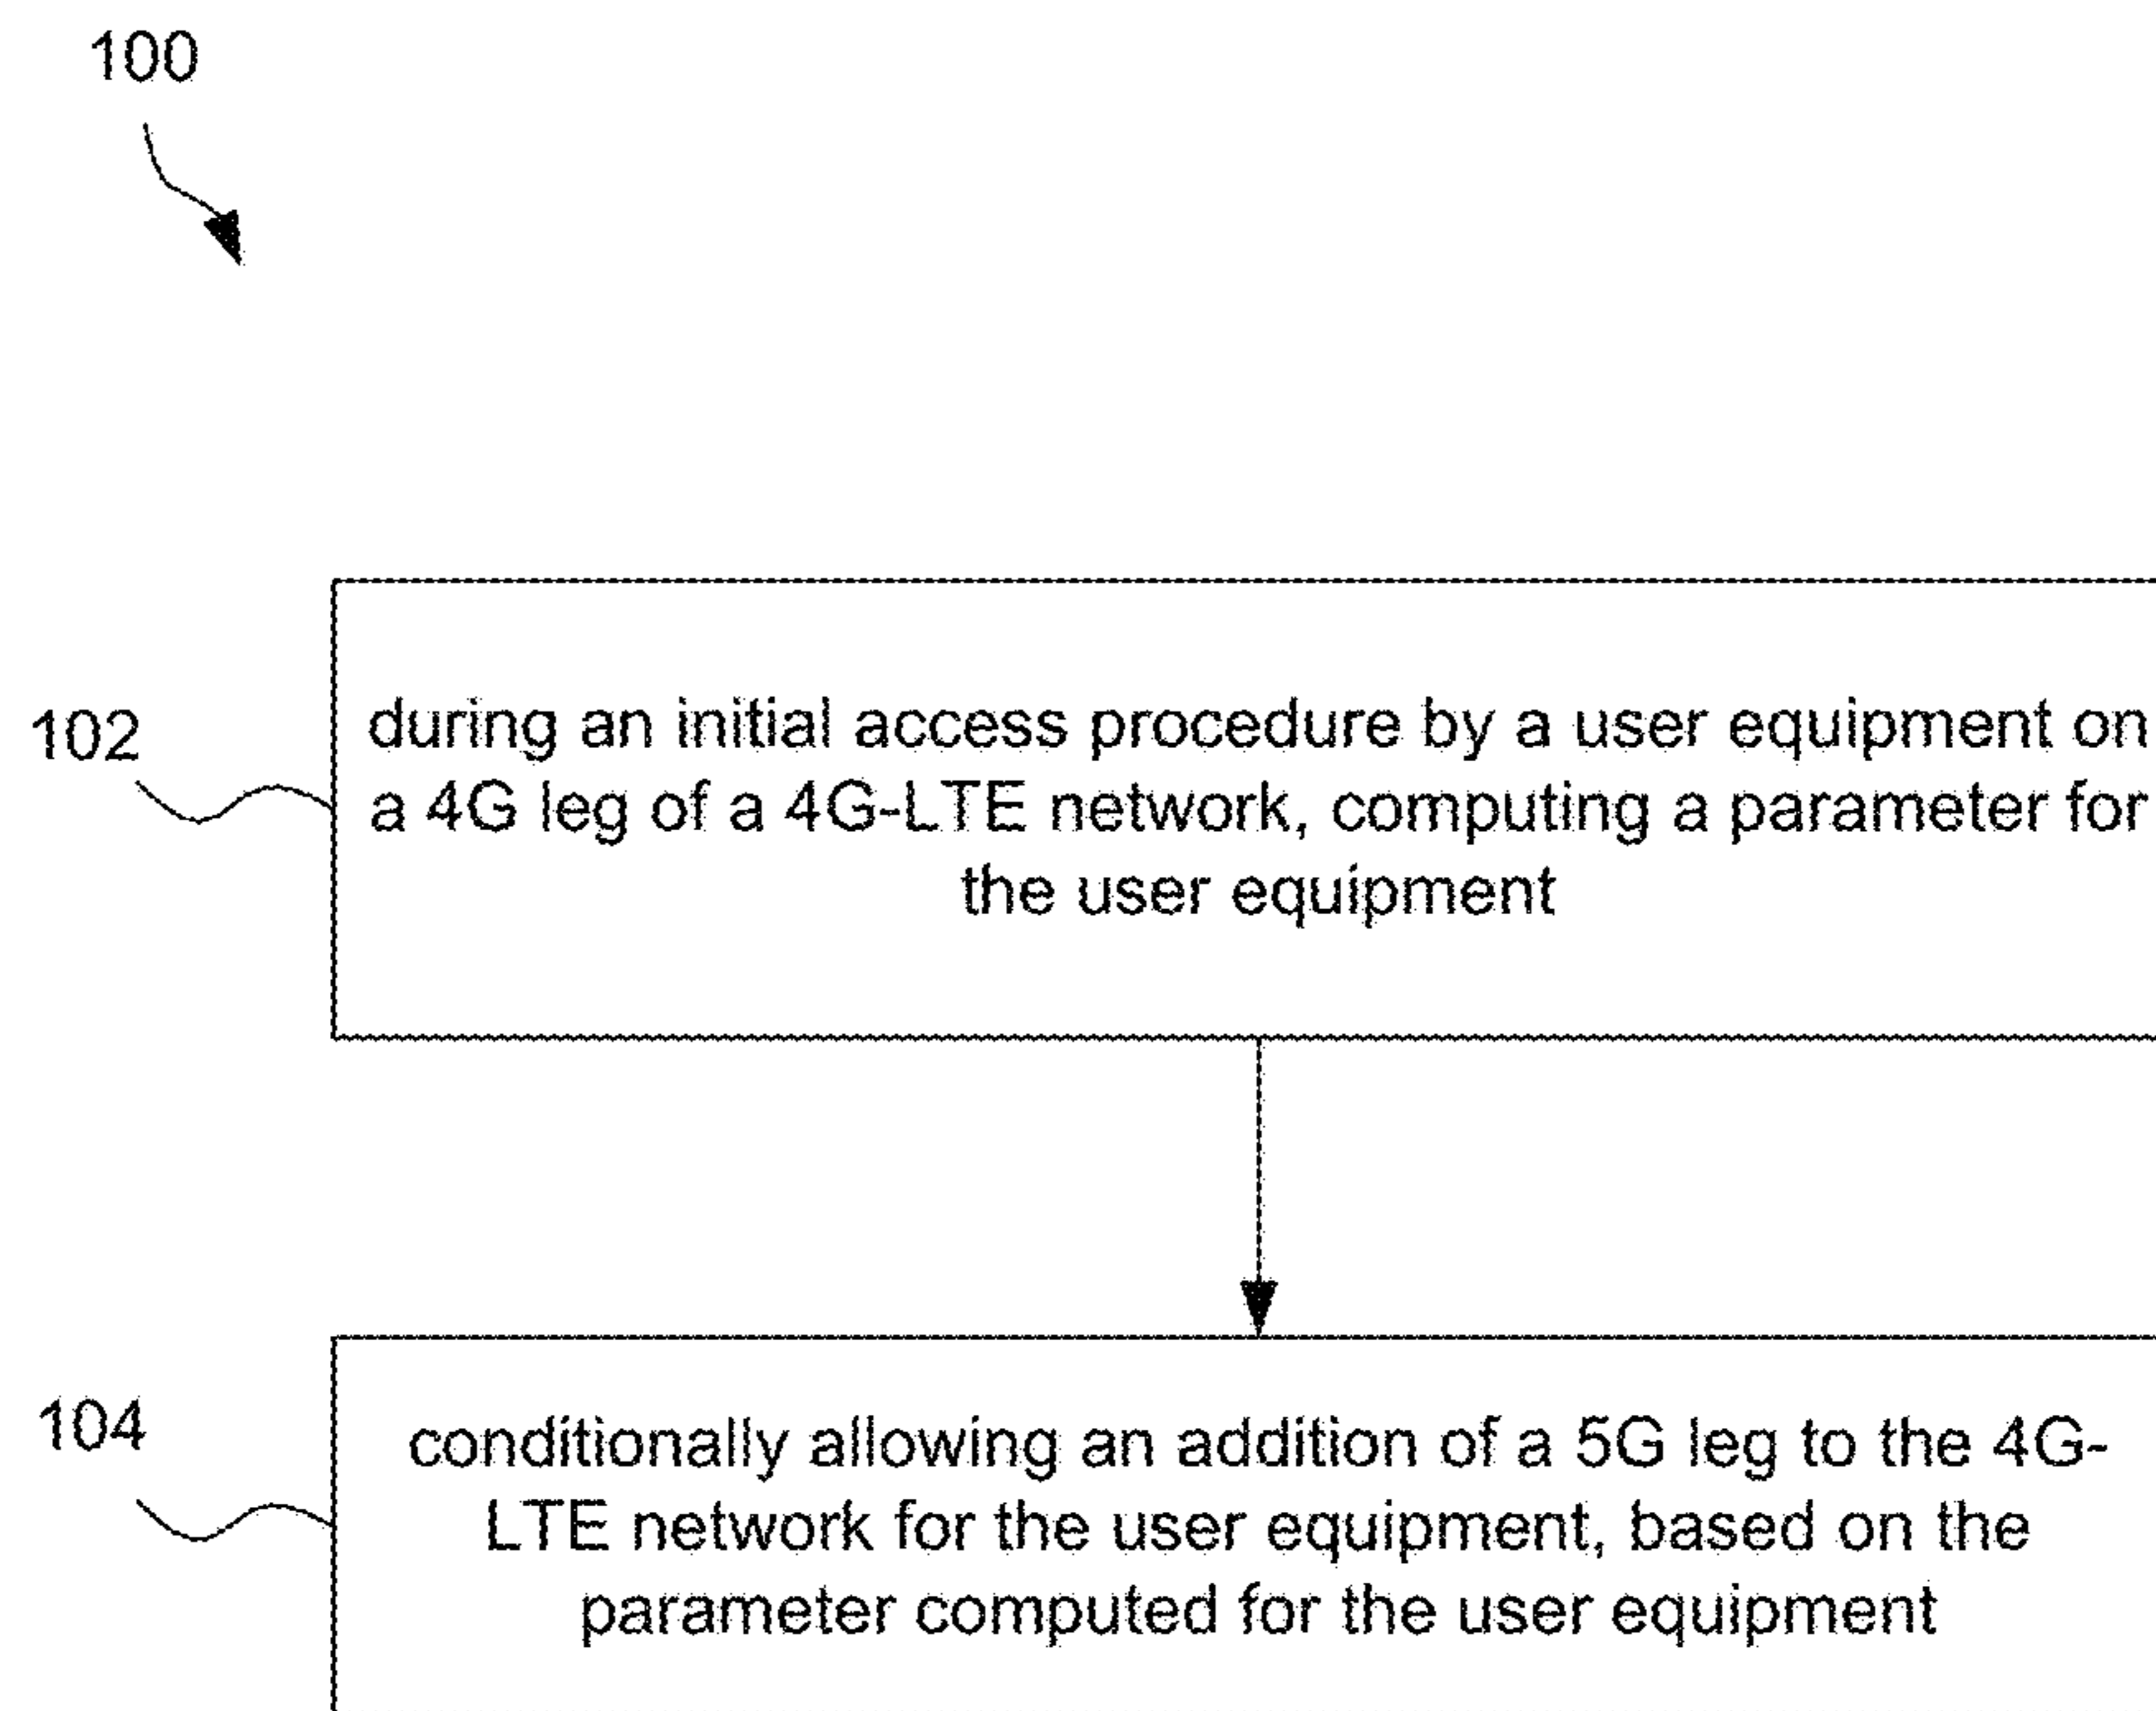 100
102
during an initial access procedure by a user equipment on
a 4G leg of a 4G-LTE network, computing a parameter for
the user equipment
104
conditionally allowing an addition of a 5G leg to the 4G-
LTE network for the user equipment, based on the
parameter computed for the user equipment